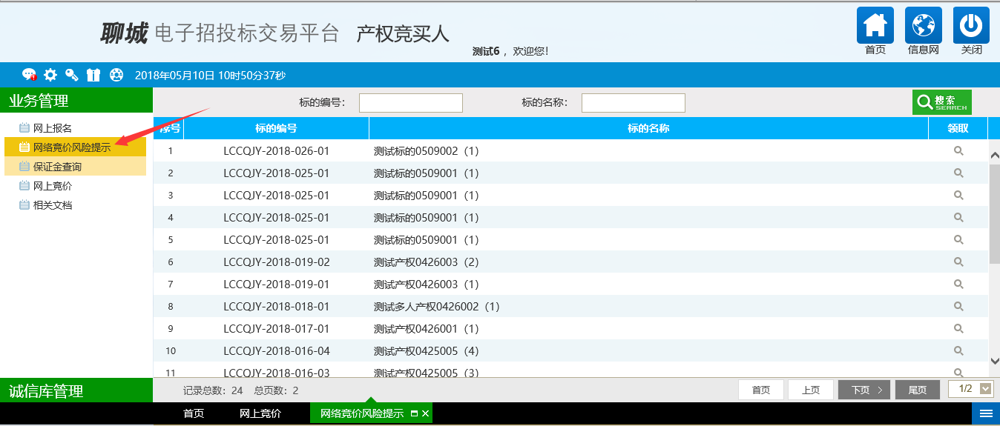 聊城 电子招投标交易平台 产权竞买人
测试6 ，欢迎您！
首页 信息网 关闭
2018年05月10日 10时50分37秒
业务管理
网上报名
网络竞价风险提示
保证金查询
网上竞价
相关文档
诚信库管理
标的编号： 标的名称： 搜索 SEARCH
序号 标的编号 标的名称 领取
1 LCCQJY-2018-026-01 测试标的0509002（1）
2 LCCQJY-2018-025-01 测试标的0509001（1）
3 LCCQJY-2018-025-01 测试标的0509001（1）
4 LCCQJY-2018-025-01 测试标的0509001（1）
5 LCCQJY-2018-025-01 测试标的0509001（1）
6 LCCQJY-2018-019-02 测试产权0426003（2）
7 LCCQJY-2018-019-01 测试产权0426003（1）
8 LCCQJY-2018-018-01 测试多人产权0426002（1）
9 LCCQJY-2018-017-01 测试产权0426001（1）
10 LCCQJY-2018-016-04 测试产权0425005（4）
11 LCCQJY-2018-016-03 测试产权0425005（3）
记录总数：24 总页数：2 首页 上页 下页 尾页 1/2
首页 网上竞价 网络竞价风险提示